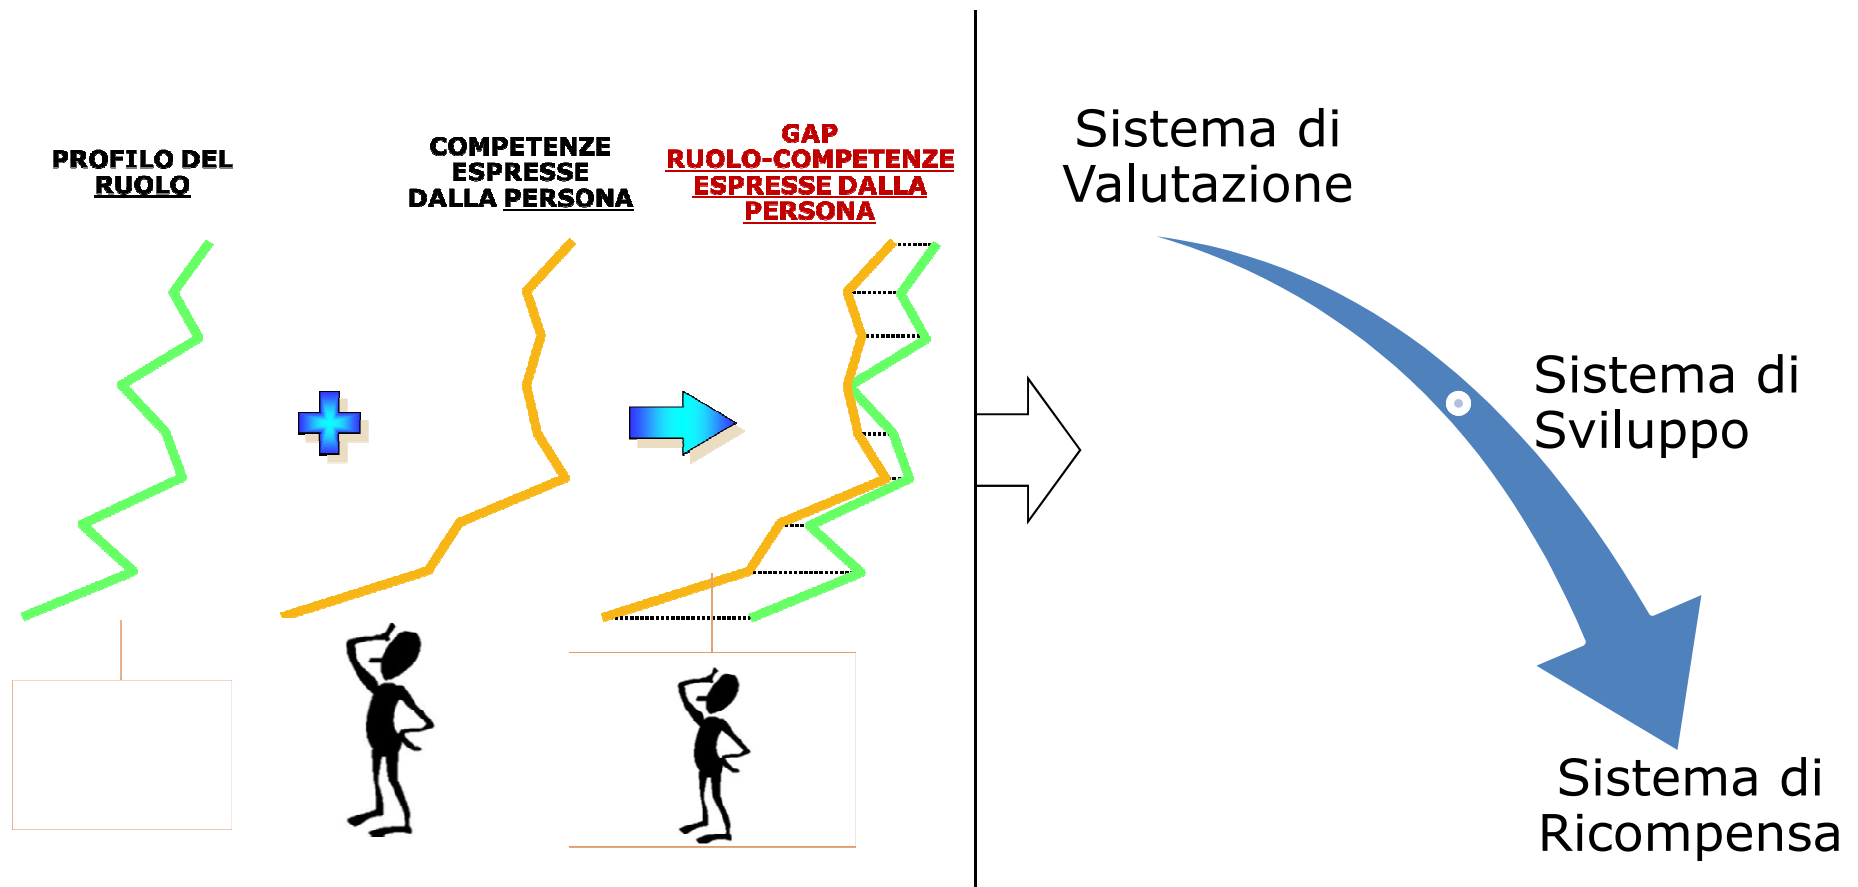 PROFILO DEL
RUOLO
COMPETENZE
ESPRESSE
DALLA PERSONA
GAP
RUOLO-COMPETENZE
ESPRESSE DALLA
PERSONA
Sistema di
Valutazione
Sistema di
Sviluppo
Sistema di
Ricompensa